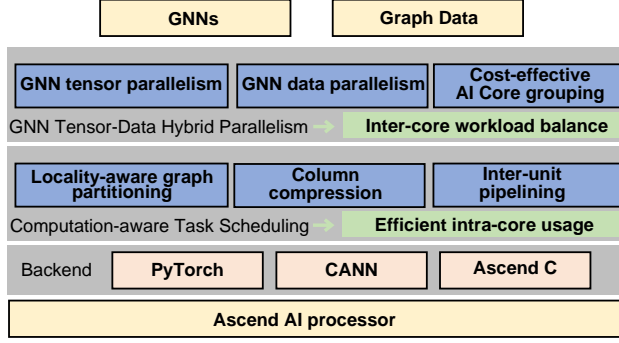 GNNs
Graph Data
GNN tensor parallelism
GNN data parallelism
Cost-effective
AI Core grouping
GNN Tensor-Data Hybrid Parallelism →
Inter-core workload balance
Locality-aware graph
partitioning
Column
compression
Inter-unit
pipelining
Computation-aware Task Scheduling →
Efficient intra-core usage
Backend
PyTorch
CANN
Ascend C
Ascend AI processor